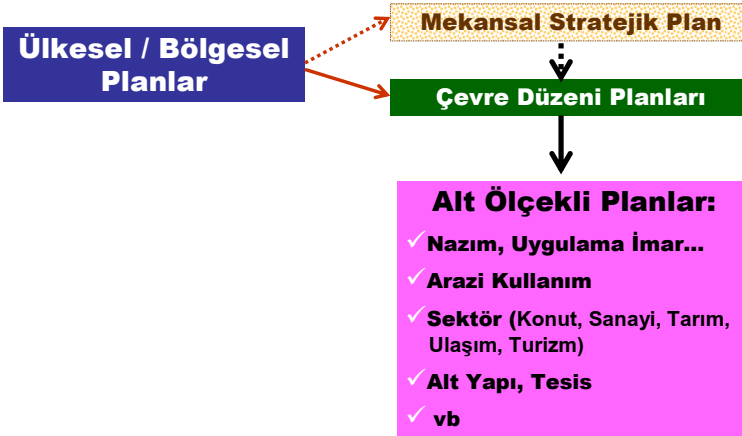 Ülkesel / Bölgesel
Planlar
Mekansal Stratejik Plan
Çevre Düzeni Planları
Alt Ölçekli Planlar:
✓Nazım, Uygulama İmar...
✓Arazi Kullanım
✓Sektör (Konut, Sanayi, Tarım,
Ulaşım, Turizm)
✓Alt Yapı, Tesis
✓ vb